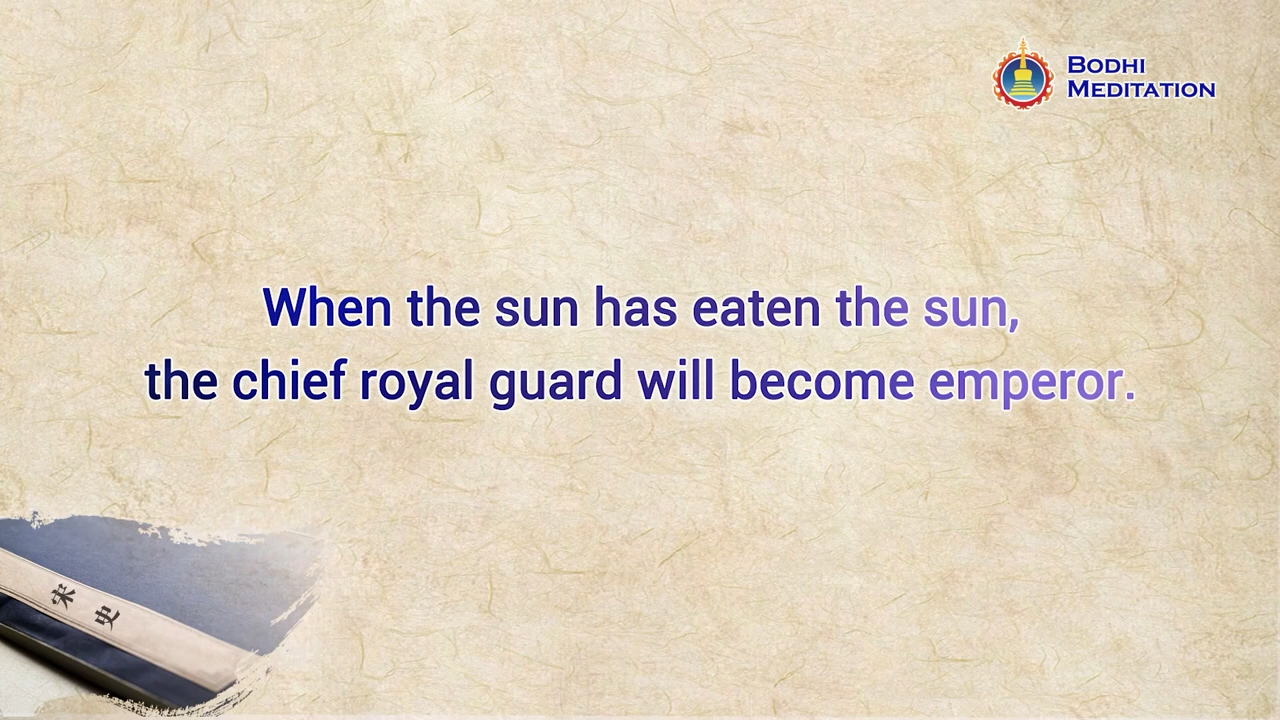 BODHI
MEDITATION
When the sun has eaten the sun,
the chief royal guard will become emperor.
宋史